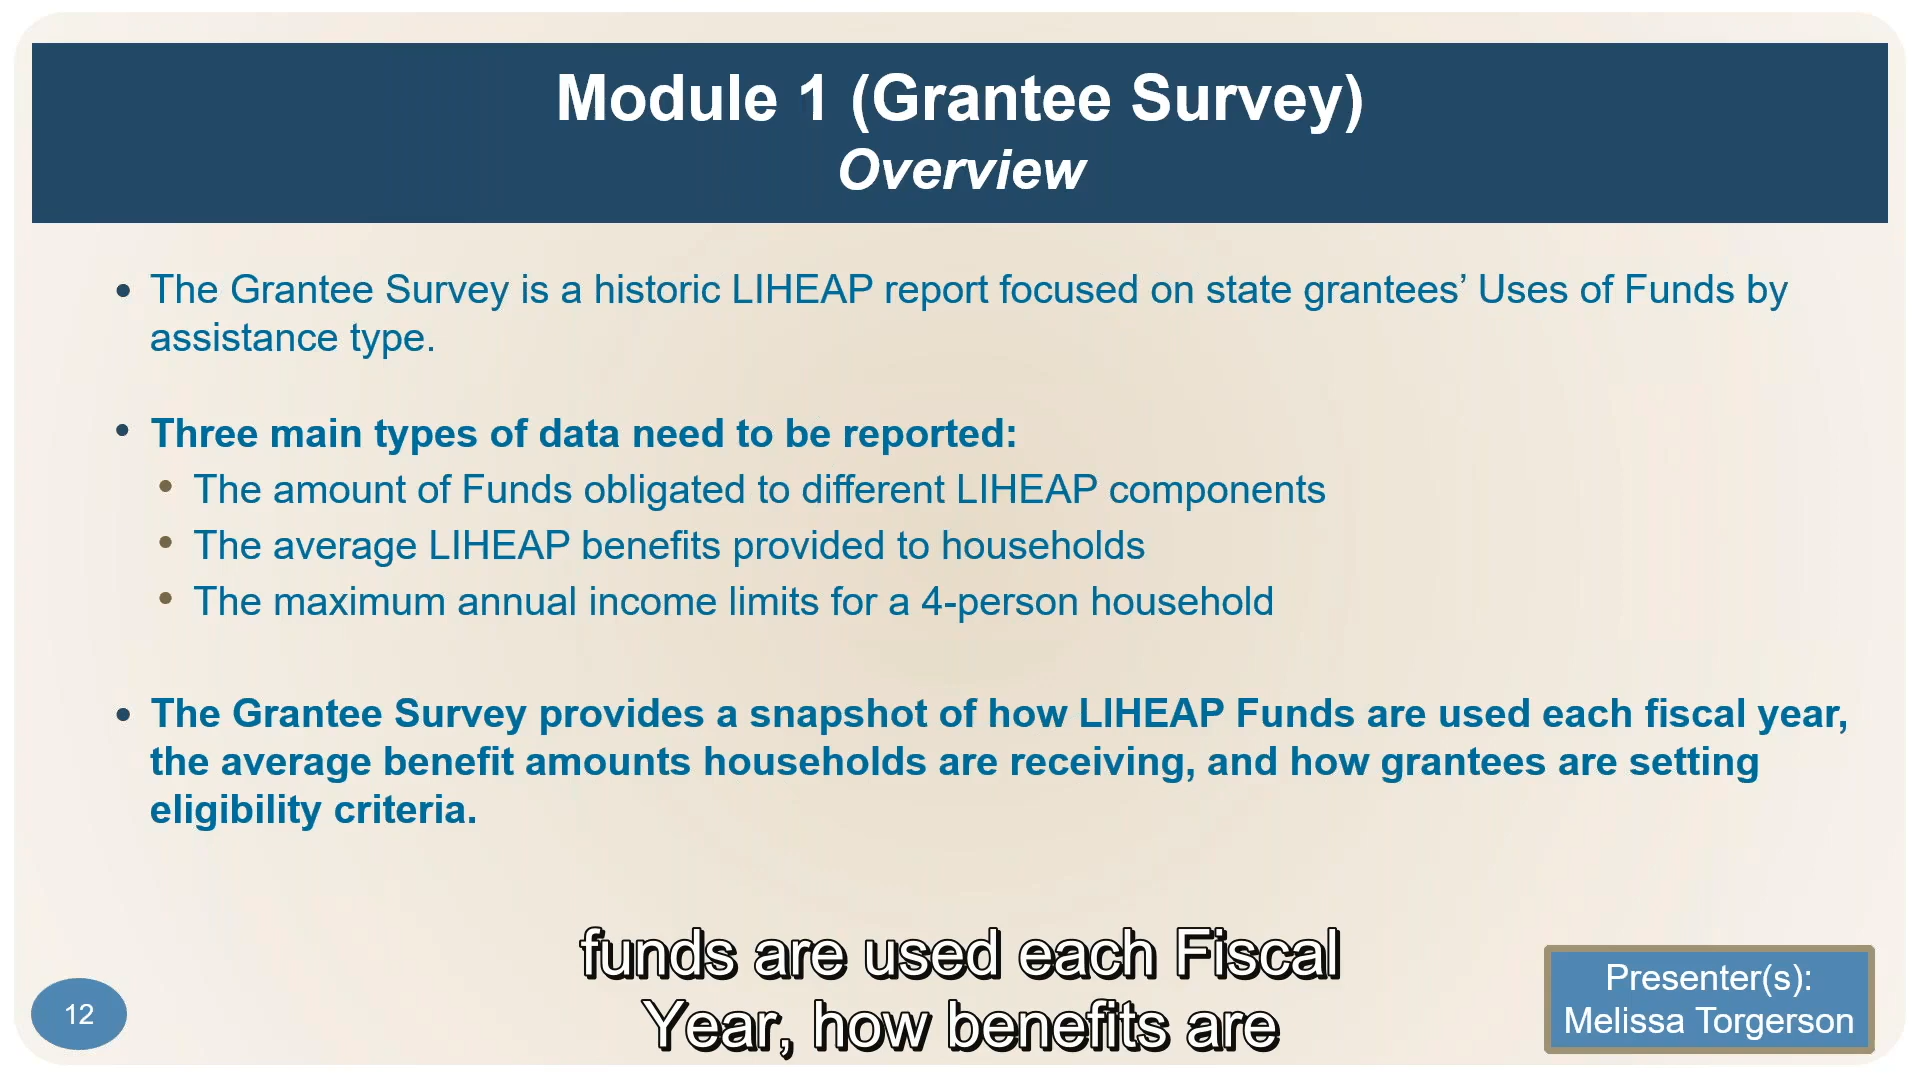 Module 1 (Grantee Survey)
Overview
• The Grantee Survey is a historic LIHEAP report focused on state grantees’ Uses of Funds by
assistance type.
• Three main types of data need to be reported:
• The amount of Funds obligated to different LIHEAP components
• The average LIHEAP benefits provided to households
• The maximum annual income limits for a 4-person household
• The Grantee Survey provides a snapshot of how LIHEAP Funds are used each fiscal year,
the average benefit amounts households are receiving, and how grantees are setting
eligibility criteria.
funds are used each Fiscal
Year, how benefits are
12
Presenter(s):
Melissa Torgerson